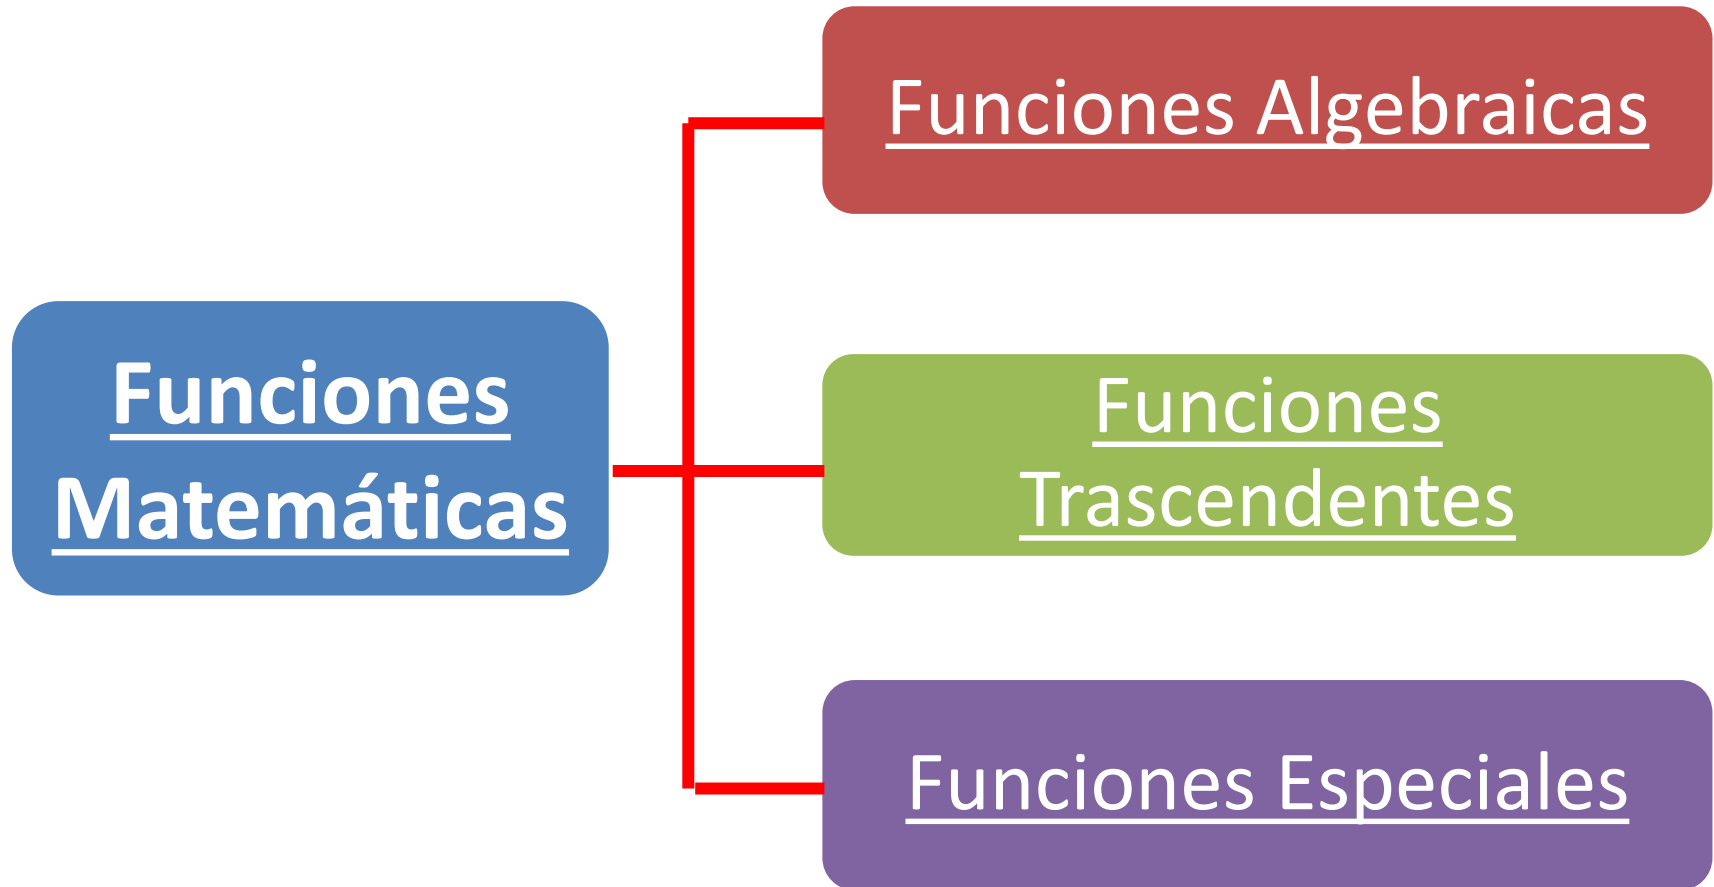 Funciones Algebraicas
Funciones
Matemáticas
Funciones
Trascendentes
Funciones Especiales